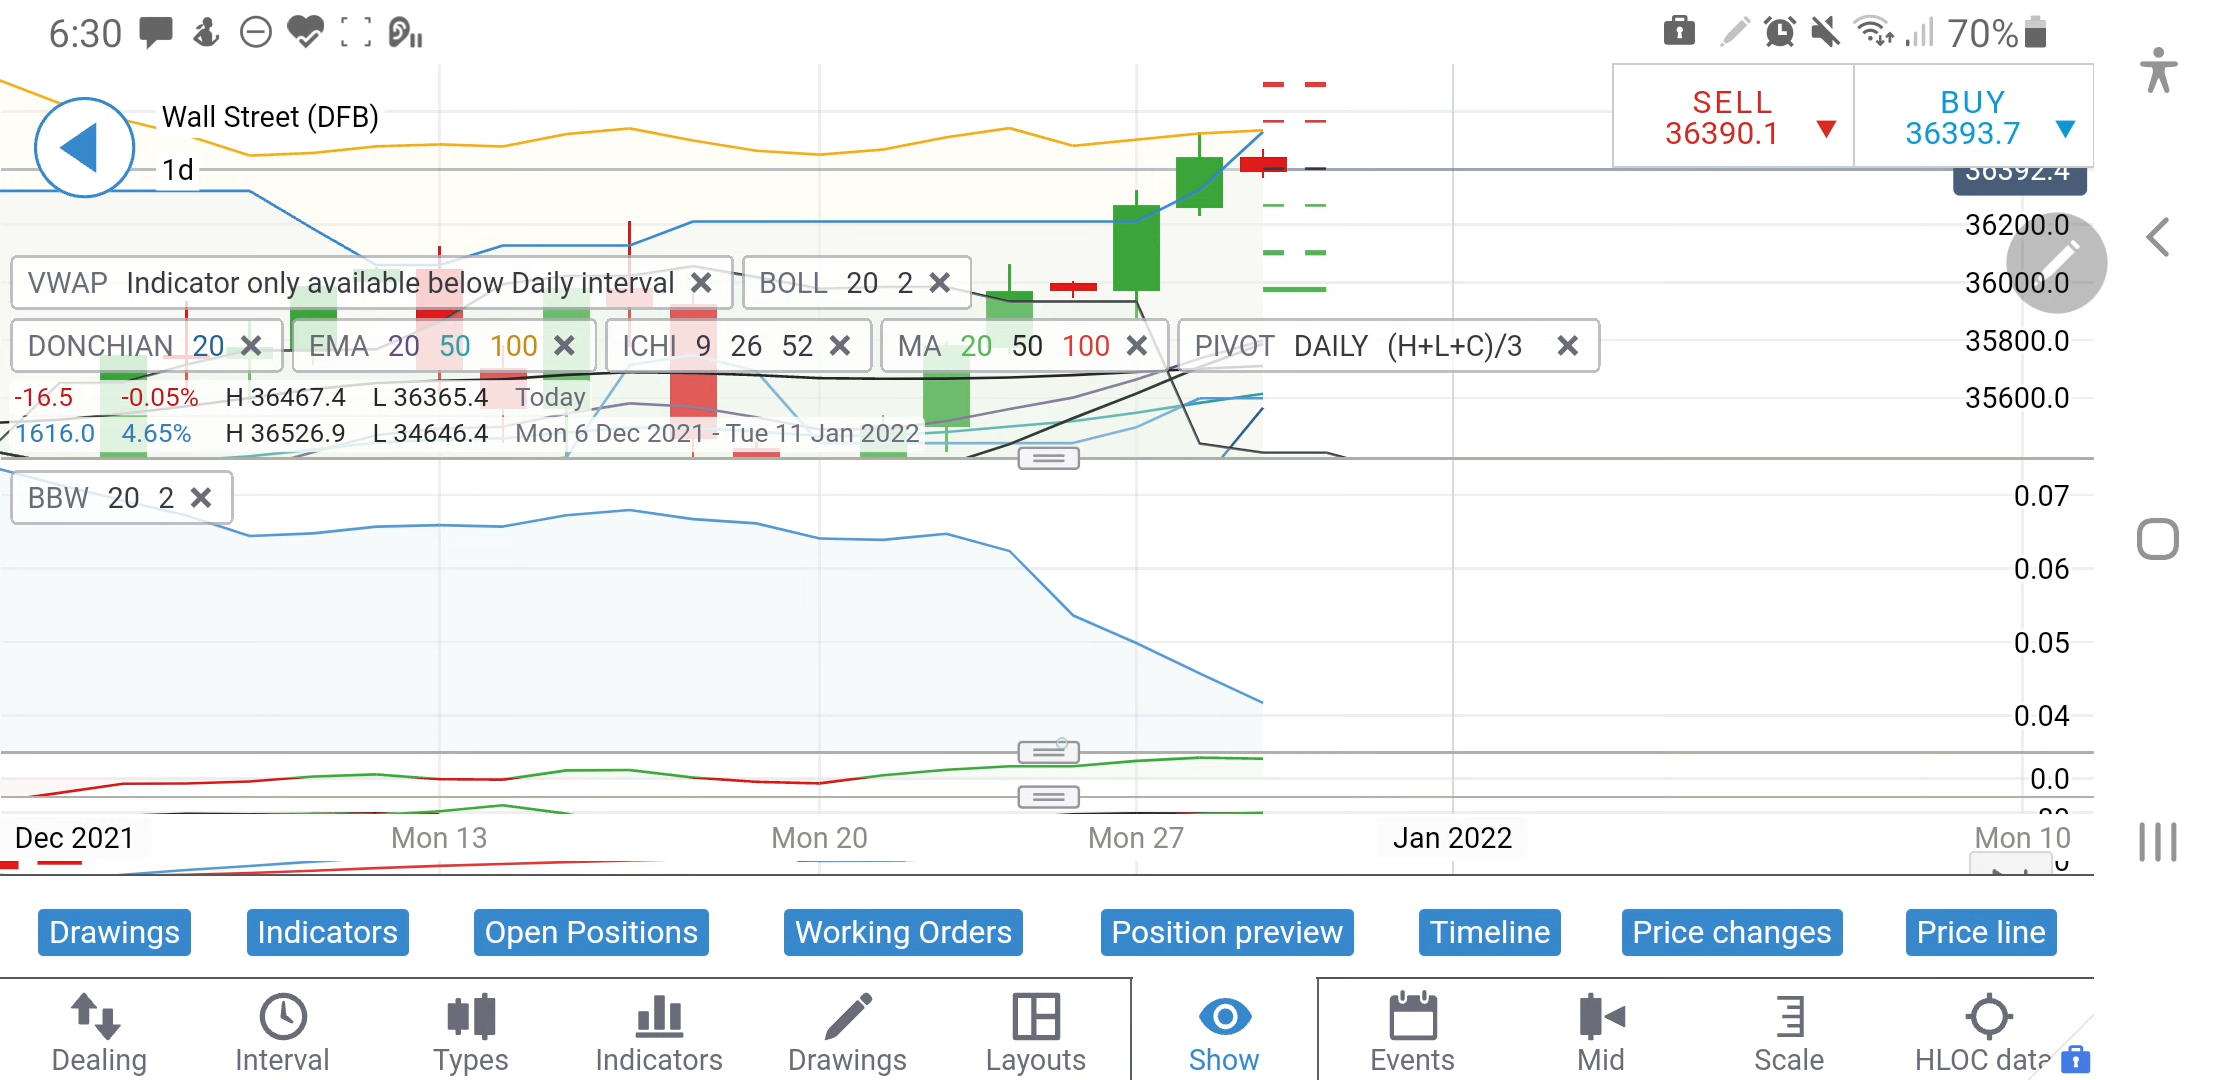 6:30
70%
Wall Street (DFB)
1d
SELL
36390.1
BUY
36393.7
36392.4
36200.0
36000.0
35800.0
35600.0
VWAP Indicator only available below Daily interval
BOLL 20 2
DONCHIAN 20
EMA 20 50 100
ICHI 9 26 52
MA 20 50 100
PIVOT DAILY (H+L+C)/3
-16.5 -0.05% H 36467.4 L 36365.4 Today
1616.0 4.65% H 36526.9 L 34646.4 Mon 6 Dec 2021 - Tue 11 Jan 2022
BBW 20 2
0.07
0.06
0.05
0.04
0.0
Dec 2021 Mon 13 Mon 20 Mon 27 Jan 2022 Mon 10
Drawings Indicators Open Positions Working Orders Position preview Timeline Price changes Price line
Dealing Interval Types Indicators Drawings Layouts Show Events Mid Scale HLOC data